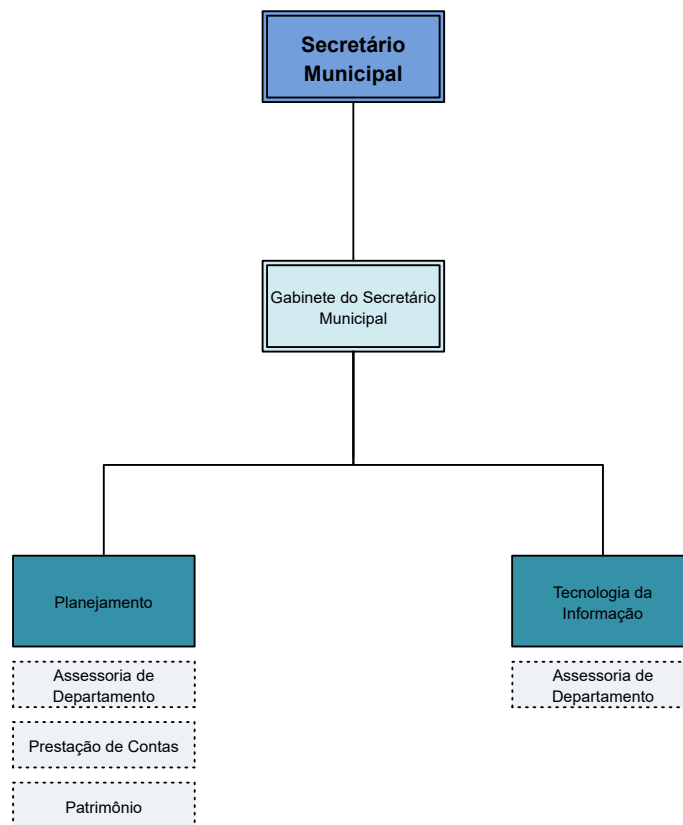 Secretário
Municipal
Gabinete do Secretário
Municipal
Planejamento
Tecnologia da
Informação
Assessoria de
Departamento
Assessoria de
Departamento
Prestação de Contas
Patrimônio